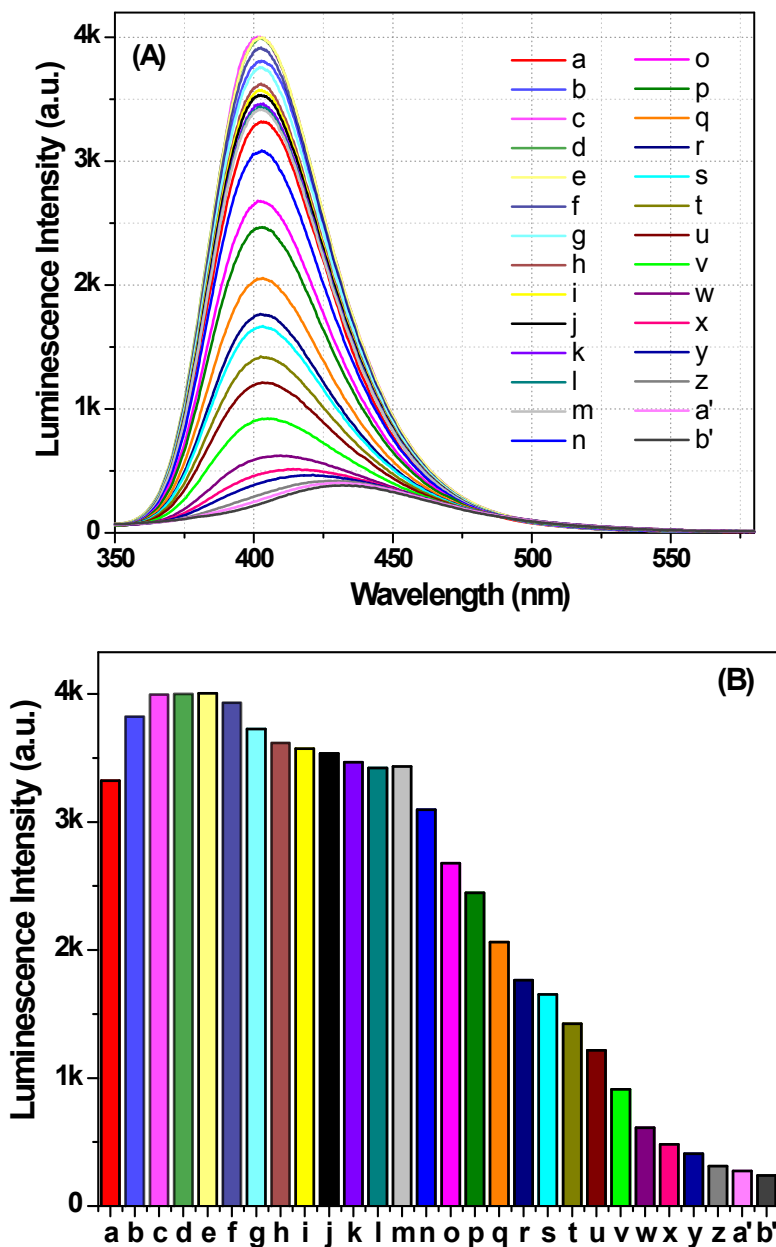 (A)
Luminescence Intensity (a.u.)
4k
3k
2k
1k
0
a
b
c
d
e
f
g
h
i
j
k
l
m
n
o
p
q
r
s
t
u
v
w
x
y
z
a'
b'
350 400 450 500 550
Wavelength (nm)
(B)
Luminescence Intensity (a.u.)
4k
3k
2k
1k
0
a b c d e f g h i j k l m n o p q r s t u v w x y z a' b'